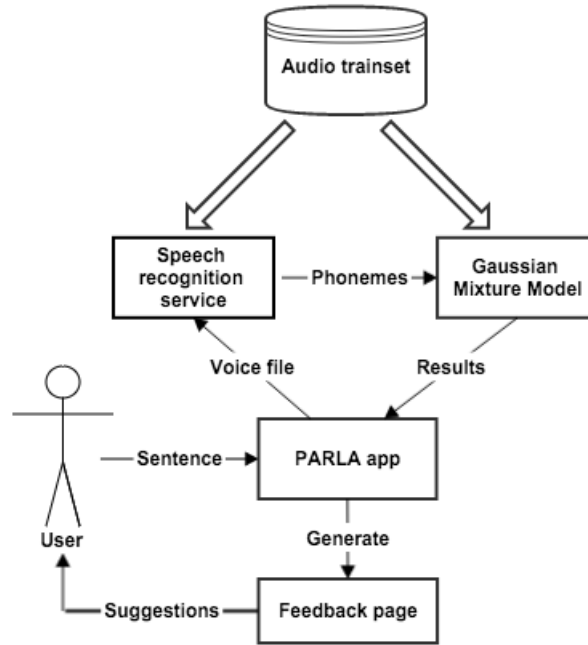 Audio trainset
Speech
recognition
service
Phonemes
Gaussian
Mixture Model
Voice file
Results
Sentence
PARLA app
User
Generate
Suggestions
Feedback page